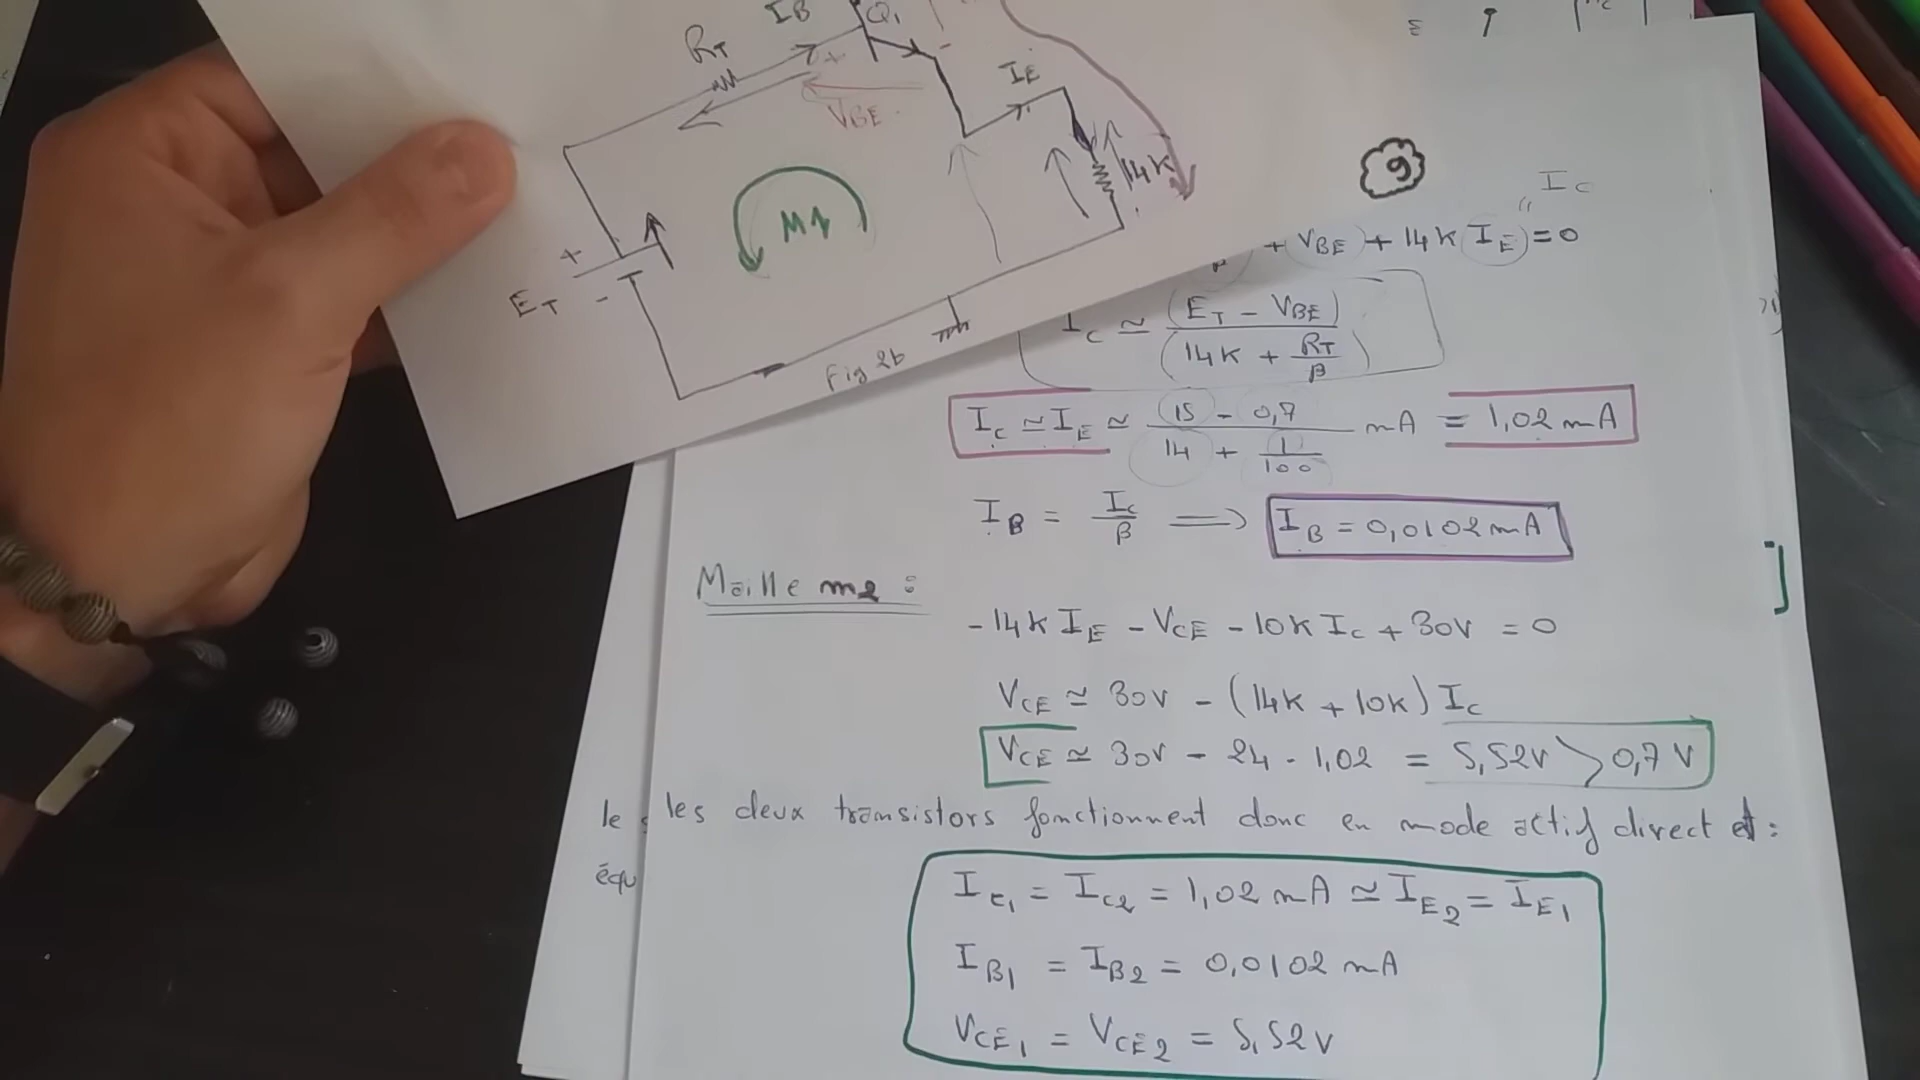 IB
Q1
RT
+
-
IE
VBE
14K
M1
+
ET -
Fig 2b
9
IC
"
+ VBE + 14K IE = 0
IC ≃ (ET - VBE) / (14K + RT/β)
IC ≃ IE ≃ (15 - 0,7) / (14 + 1/100) mA = 1,02 mA
IB = IC/β ⟹ IB = 0,0102 mA
Maille m2 :
-14K IE - VCE - 10K IC + 30V = 0
VCE ≃ 30V - (14K + 10K) IC
VCE ≃ 30V - 24 . 1,02 = 5,52V > 0,7 V
le
les deux transistors fonctionnent donc en mode actif direct et :
équ
IC1 = IC2 = 1,02 mA ≃ IE2 = IE1
IB1 = IB2 = 0,0102 mA
VCE1 = VCE2 = 5,52V